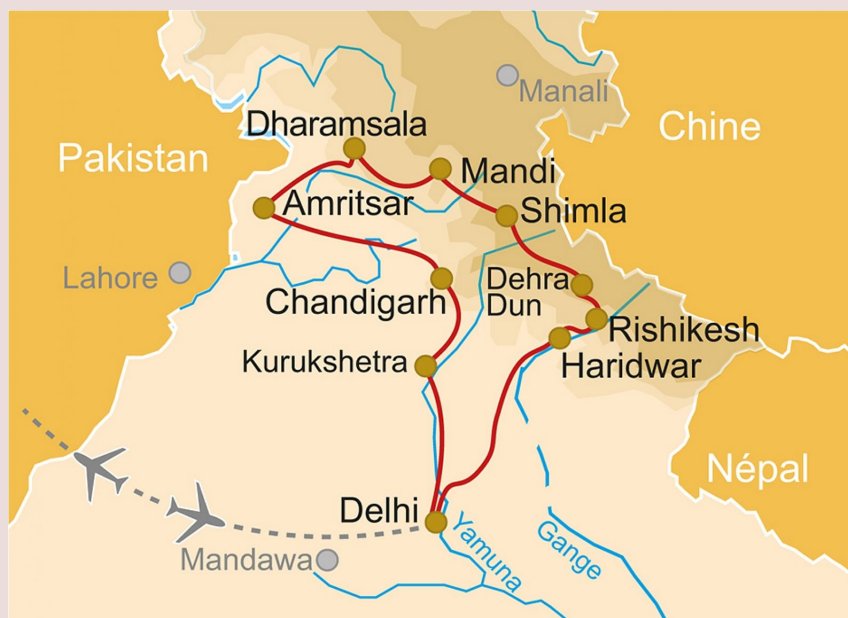 Manali
Dharamsala
Chine
Pakistan
Mandi
Amritsar
Shimla
Lahore
Dehra
Dun
Chandigarh
Rishikesh
Kurukshetra
Haridwar
Népal
Delhi
Yamuna
Gange
Mandawa